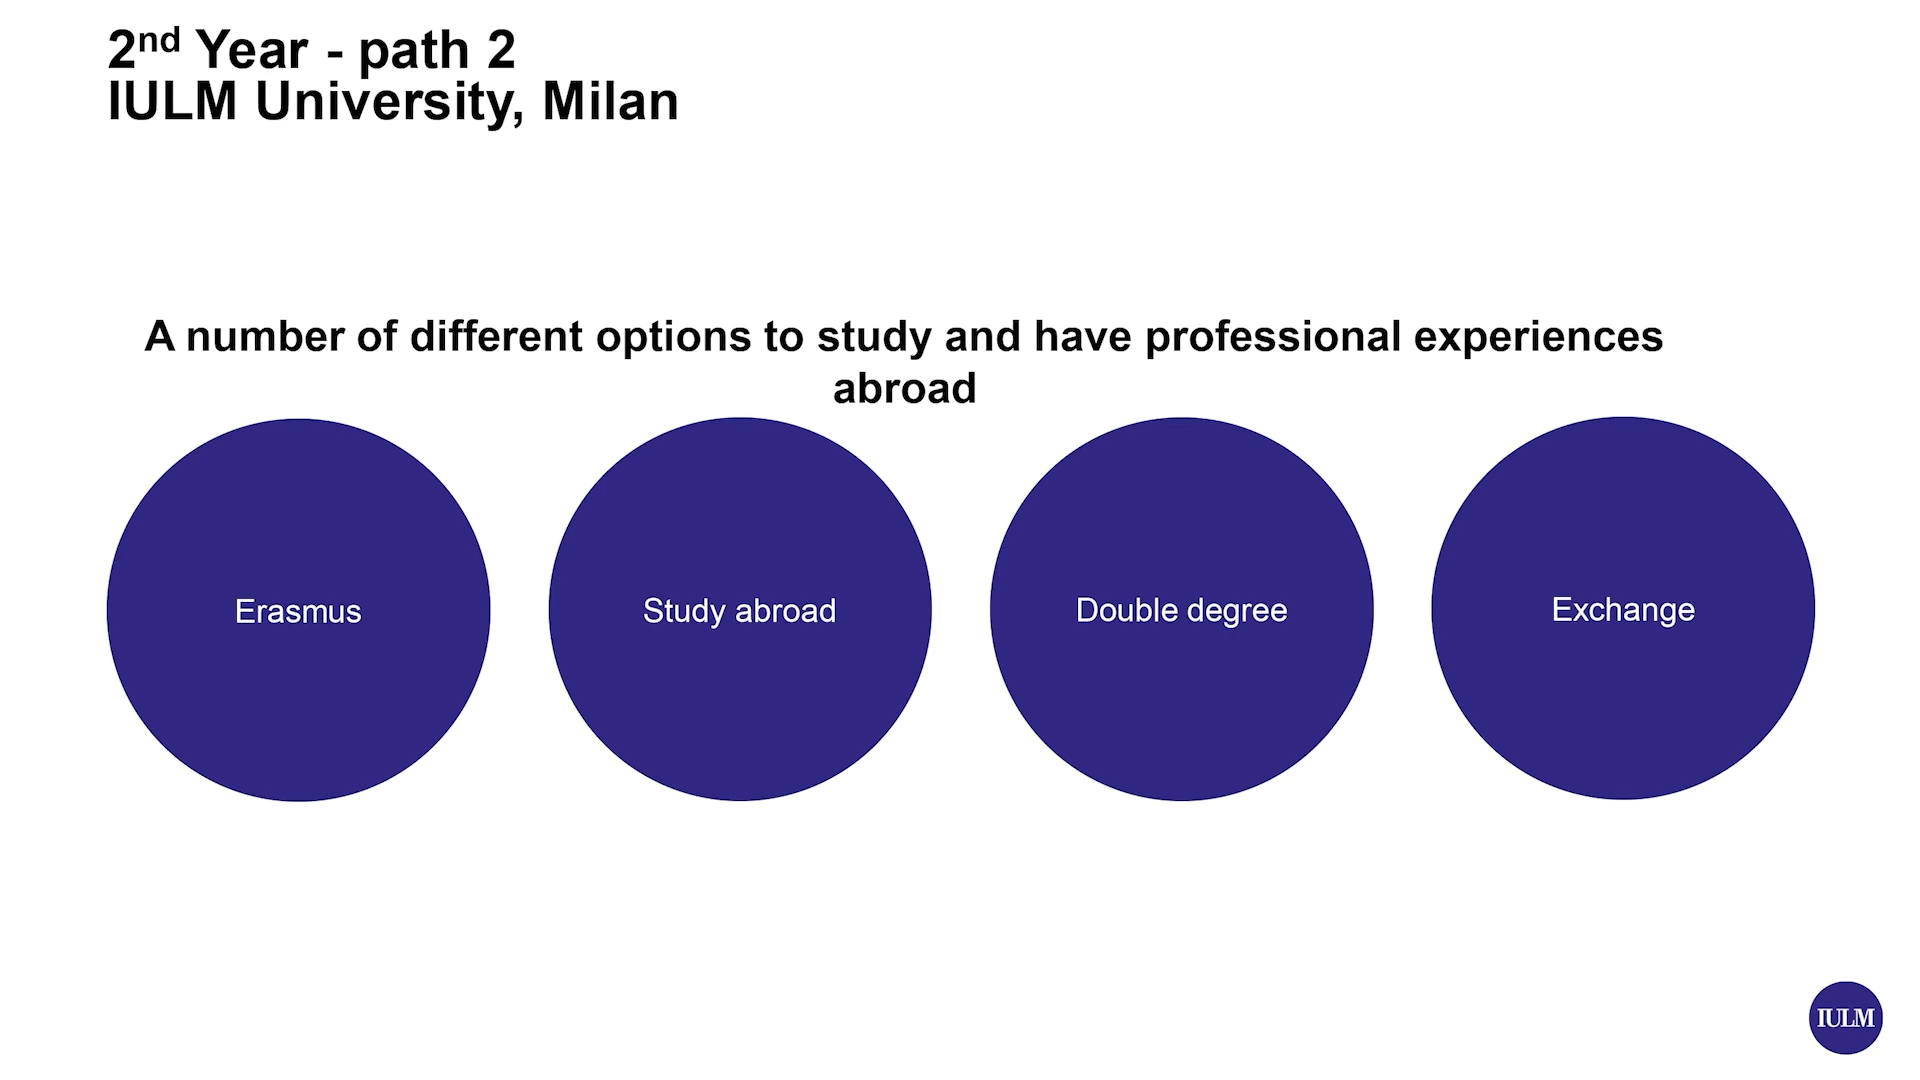 2nd Year - path 2
IULM University, Milan
A number of different options to study and have professional experiences
abroad
Erasmus
Study abroad
Double degree
Exchange
IULM